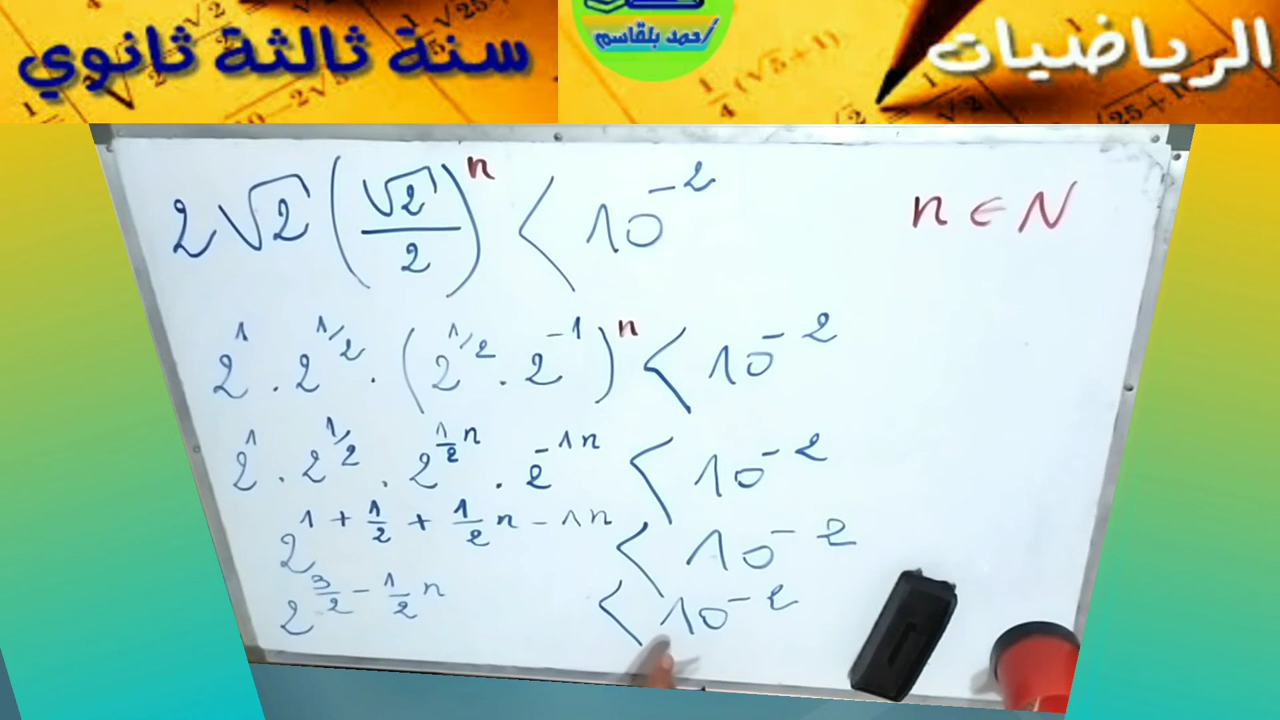 سنة ثالثة ثانوي
أحمد بلقاسم
الرياضيات
2√2 (√2/2)^n < 10^-2
n ∈ N
2^1 . 2^1/2 . (2^1/2 . 2^-1)^n < 10^-2
2^1 . 2^1/2 . 2^1/2 n . 2^-1n < 10^-2
2^1 + 1/2 + 1/2 n - 1n < 10^-2
2^3/2 - 1/2 n < 10^-2